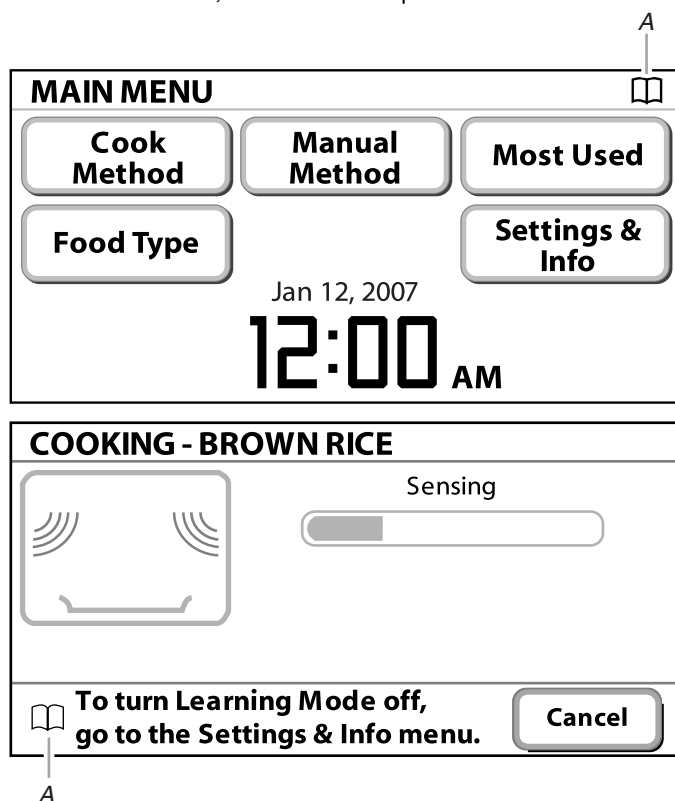 A
MAIN MENU
Cook
Method
Manual
Method
Most Used
Food Type
Settings &
Info
Jan 12, 2007
12:00 AM
COOKING - BROWN RICE
Sensing
To turn Learning Mode off,
go to the Settings & Info menu.
Cancel
A